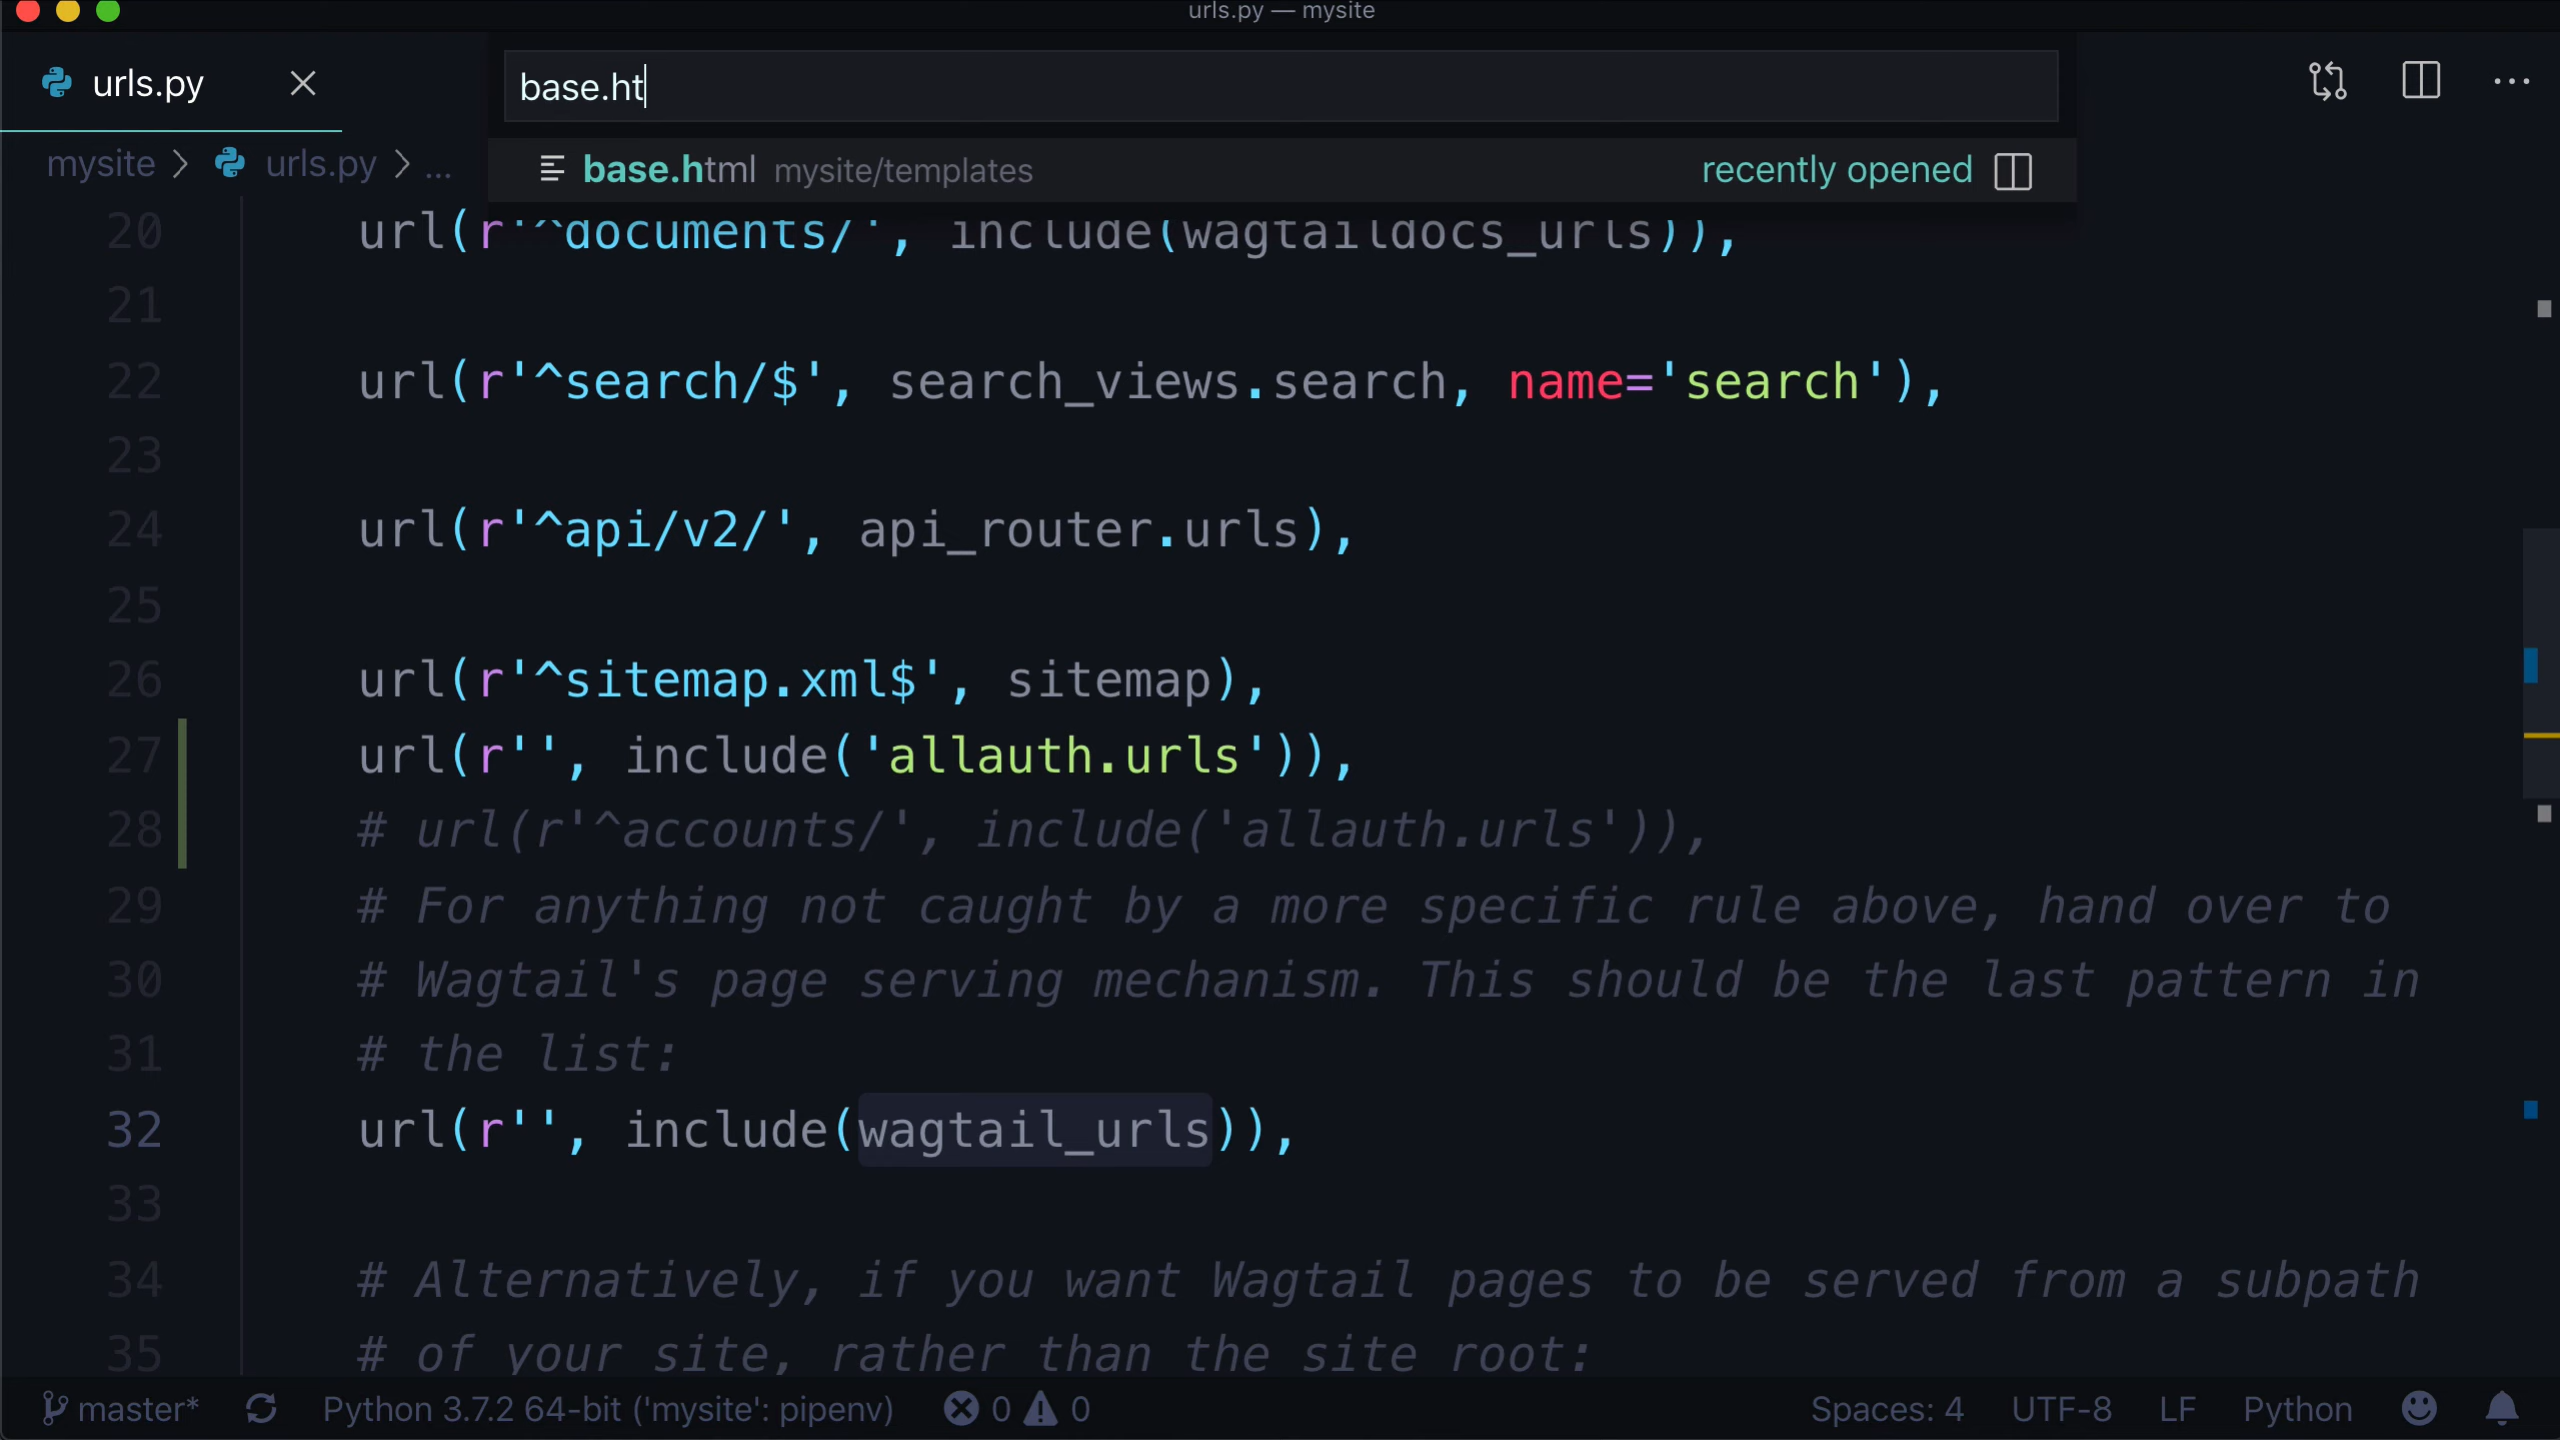 urls.py — mysite
urls.py
base.ht
mysite > urls.py > ...
base.html mysite/templates recently opened
20 url(r'^documents/', include(wagtaildocs_urls)),
21
22 url(r'^search/$', search_views.search, name='search'),
23
24 url(r'^api/v2/', api_router.urls),
25
26 url(r'^sitemap.xml$', sitemap),
27 url(r'', include('allauth.urls')),
28 # url(r'^accounts/', include('allauth.urls')),
29 # For anything not caught by a more specific rule above, hand over to
30 # Wagtail's page serving mechanism. This should be the last pattern in
31 # the list:
32 url(r'', include(wagtail_urls)),
33
34 # Alternatively, if you want Wagtail pages to be served from a subpath
35 # of your site, rather than the site root:
master* Python 3.7.2 64-bit ('mysite': pipenv) 0 0 Spaces: 4 UTF-8 LF Python